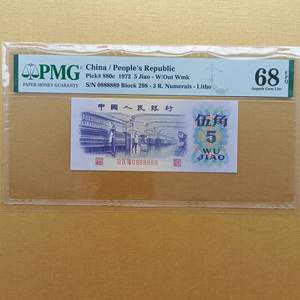 PMG
PAPER MONEY GUARANTY
China / People's Republic
Pick# 880c 1972 5 Jiao - W/Out Wmk
S/N 0888889 Block 298 - 3 R. Numerals - Litho
68 EPQ
Superb Gem Unc
中國人民銀行
伍角
5
WU JIAO
0888889